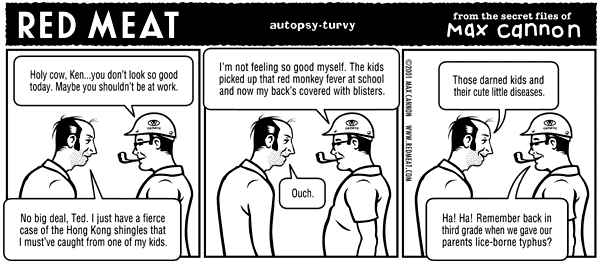 RED MEAT
autopsy-turvy
from the secret files of
max cannon
Holy cow, Ken...you don't look so good
today. Maybe you shouldn't be at work.
No big deal, Ted. I just have a fierce
case of the Hong Kong shingles that
I must've caught from one of my kids.
I'm not feeling so good myself. The kids
picked up that red monkey fever at school
and now my back's covered with blisters.
Ouch.
©2001 MAX CANNON WWW.REDMEAT.COM
Those darned kids and
their cute little diseases.
Ha! Ha! Remember back in
third grade when we gave our
parents lice-borne typhus?